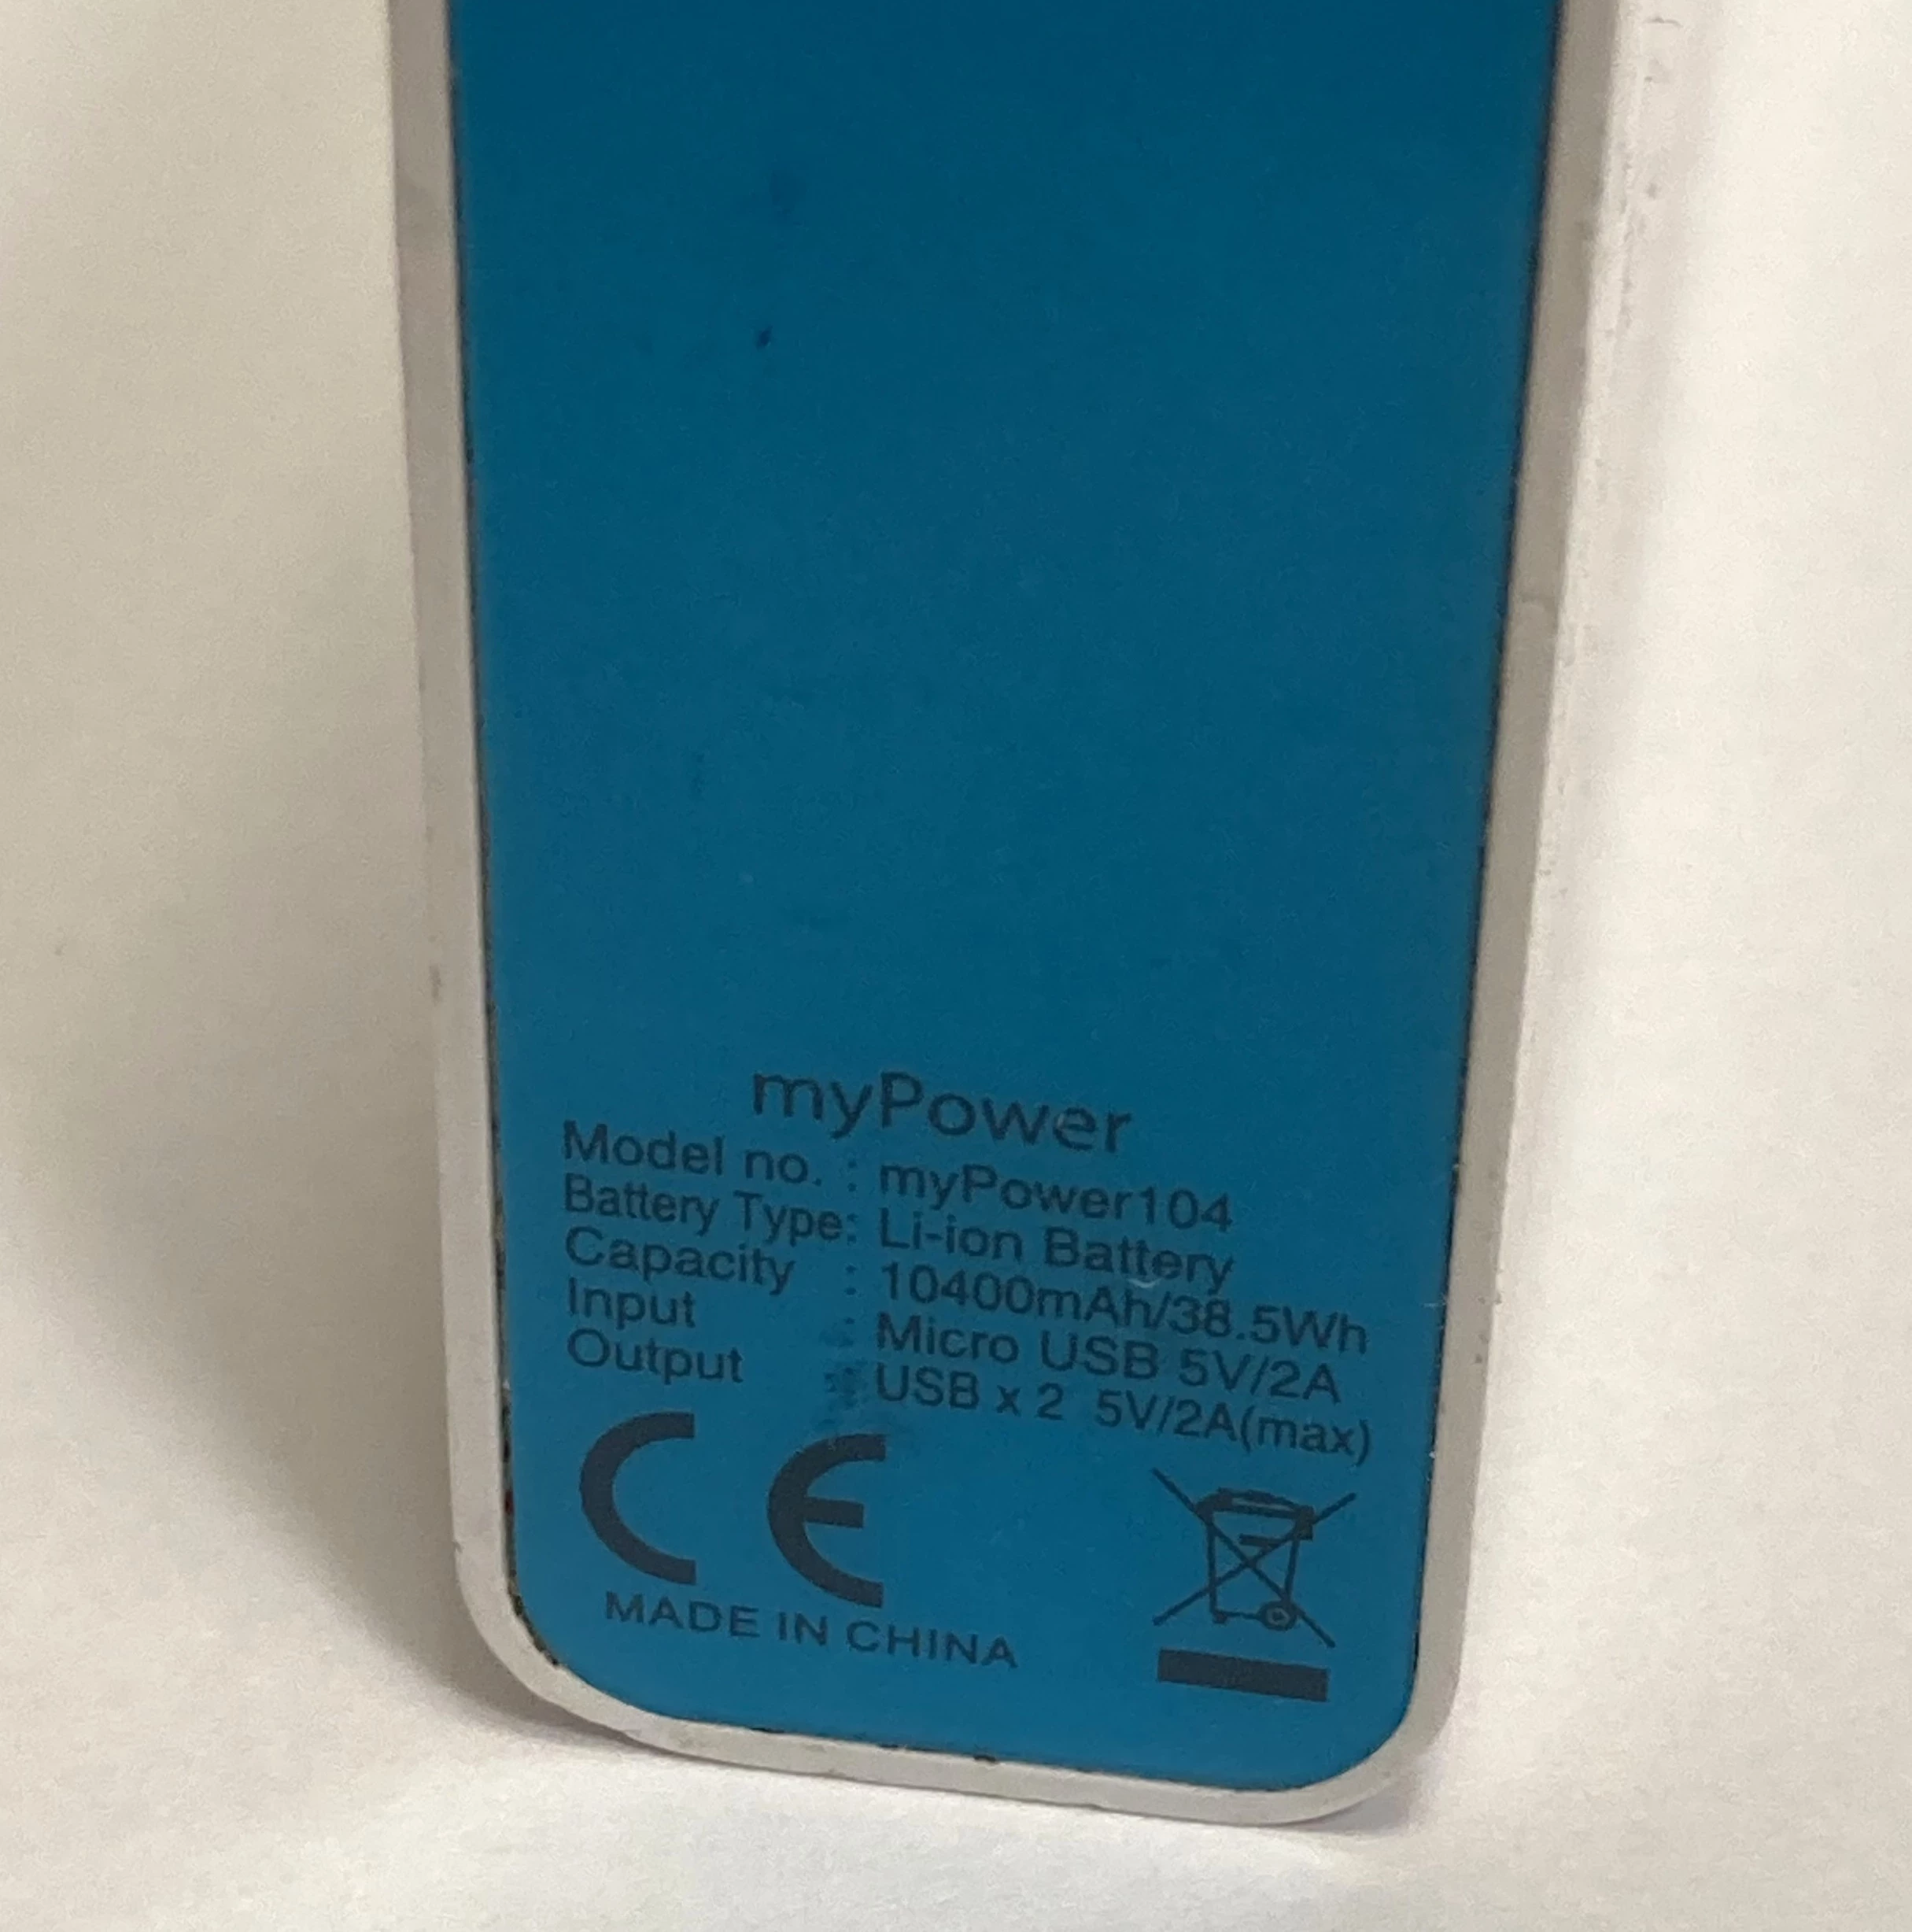 myPower
Model no. : myPower104
Battery Type: Li-ion Battery
Capacity : 10400mAh/38.5Wh
Input : Micro USB 5V/2A
Output : USB x 2 5V/2A(max)
CE
MADE IN CHINA